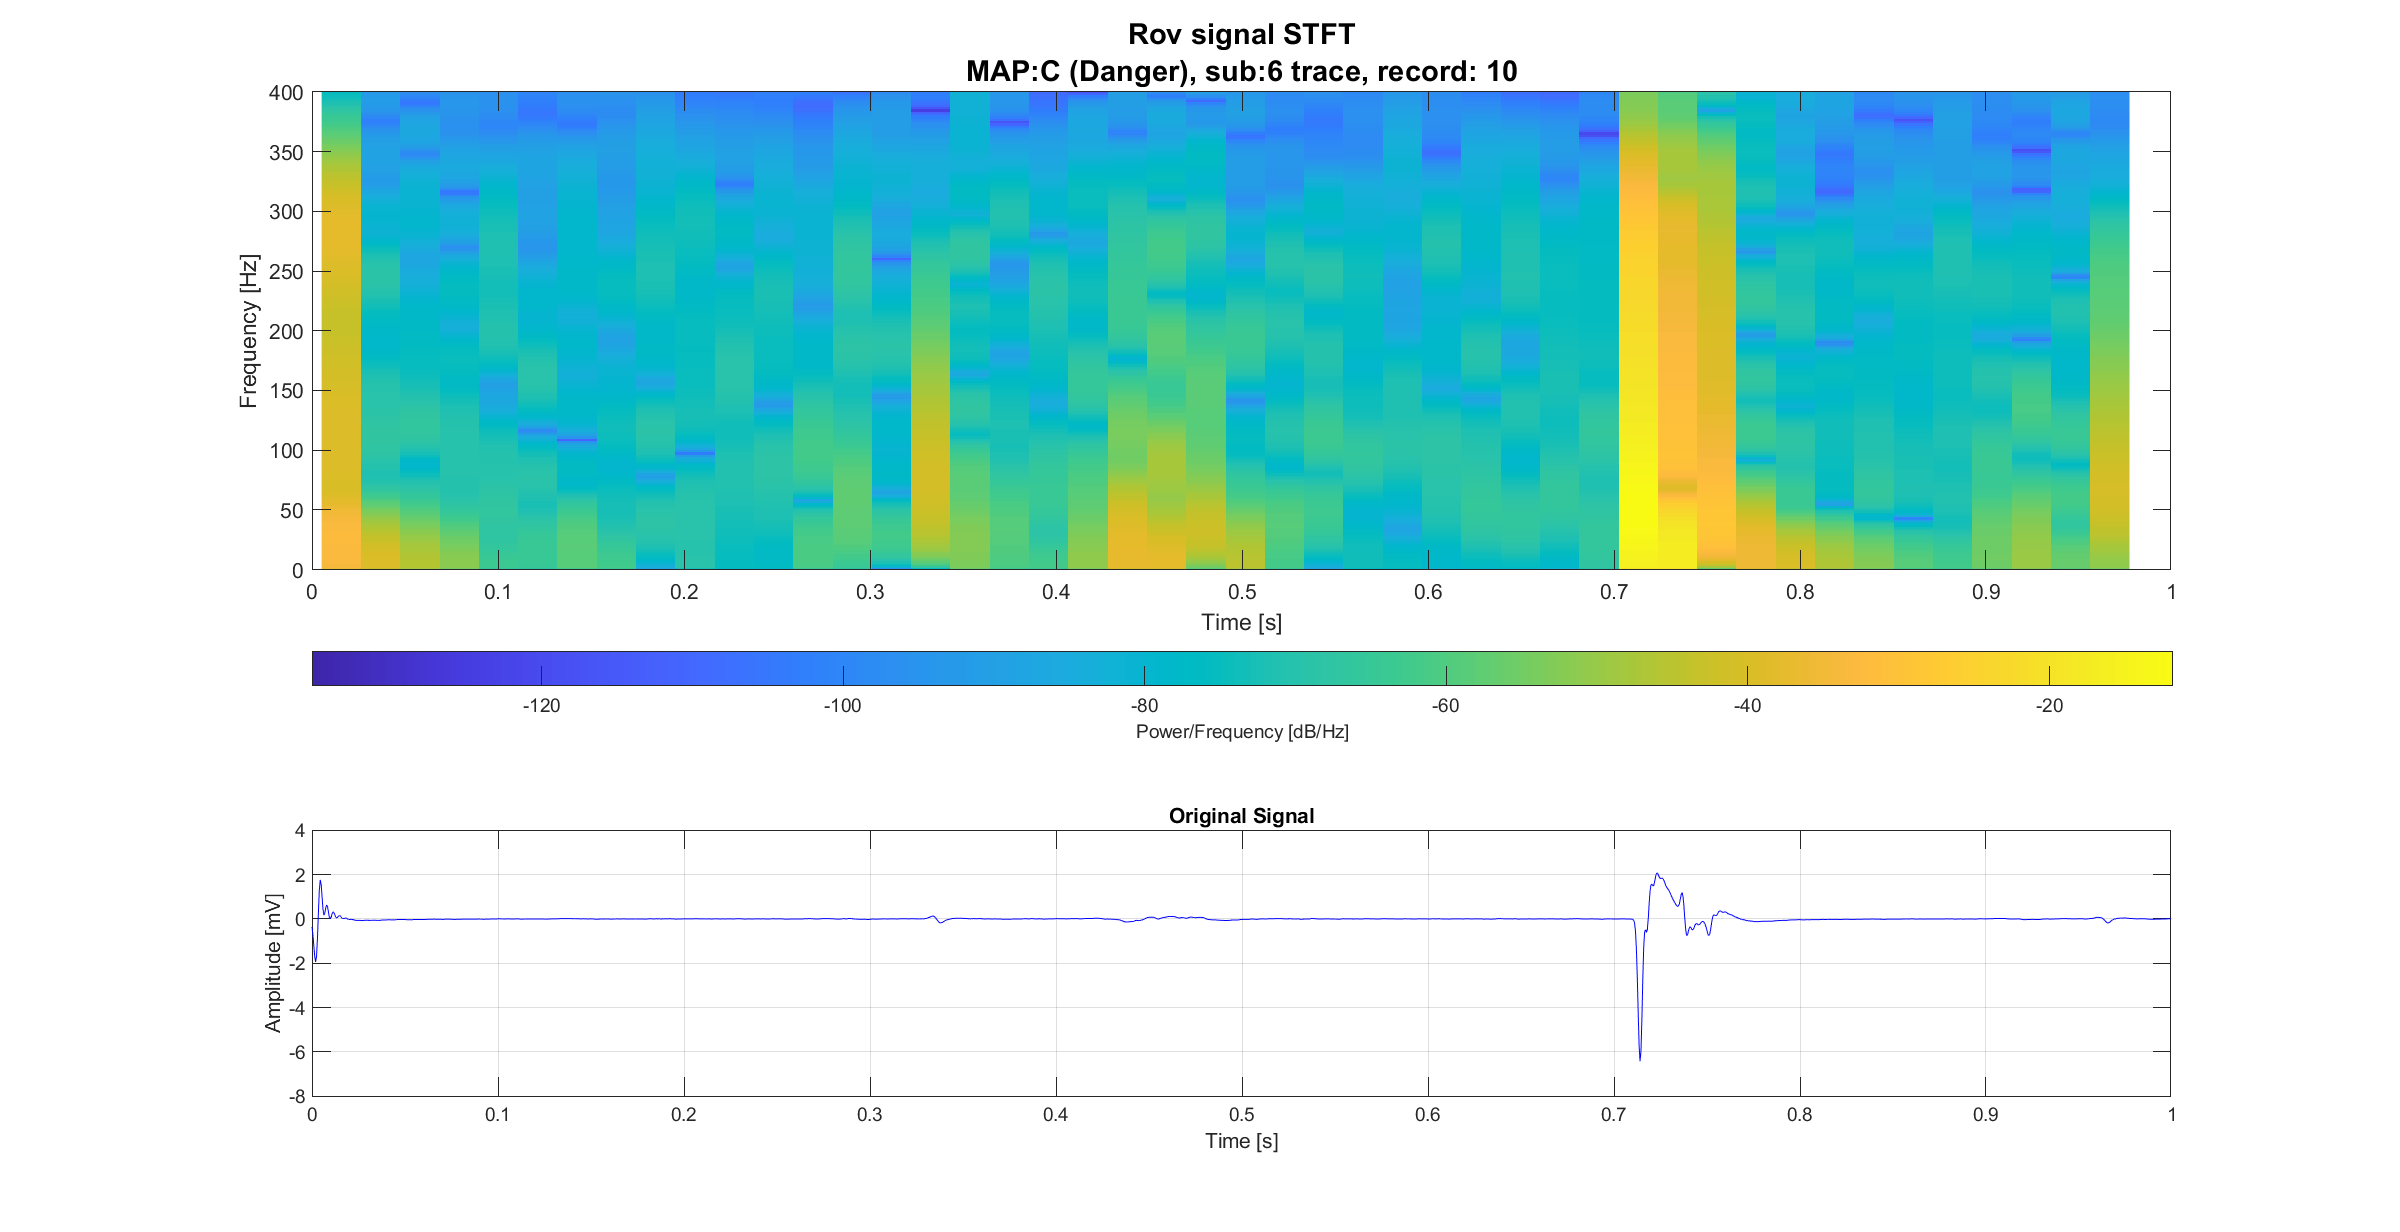 Rov signal STFT
MAP:C (Danger), sub:6 trace, record: 10
400
350
300
250
200
150
100
50
0
Frequency [Hz]
0 0.1 0.2 0.3 0.4 0.5 0.6 0.7 0.8 0.9 1
Time [s]
-120 -100 -80 -60 -40 -20
Power/Frequency [dB/Hz]
Original Signal
4
2
0
-2
-4
-6
-8
Amplitude [mV]
0 0.1 0.2 0.3 0.4 0.5 0.6 0.7 0.8 0.9 1
Time [s]